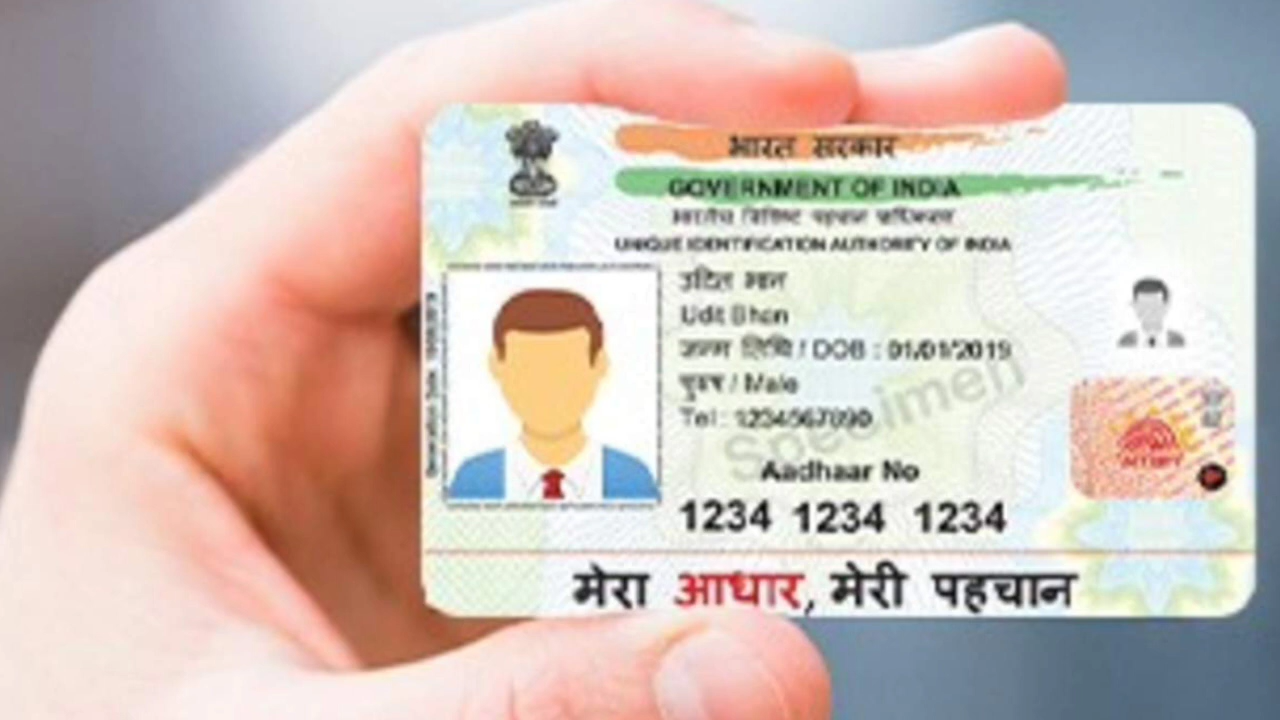 भारत सरकार
GOVERNMENT OF INDIA
भारतीय विशिष्ट पहचान प्राधिकरण
UNIQUE IDENTIFICATION AUTHORITY OF INDIA
उदित भान
Udit Bhan
जन्म तिथि / DOB : 01/01/2019
पुरुष / Male
Tel : 1234567890
Specimen
Aadhaar No
1234 1234 1234
मेरा आधार, मेरी पहचान